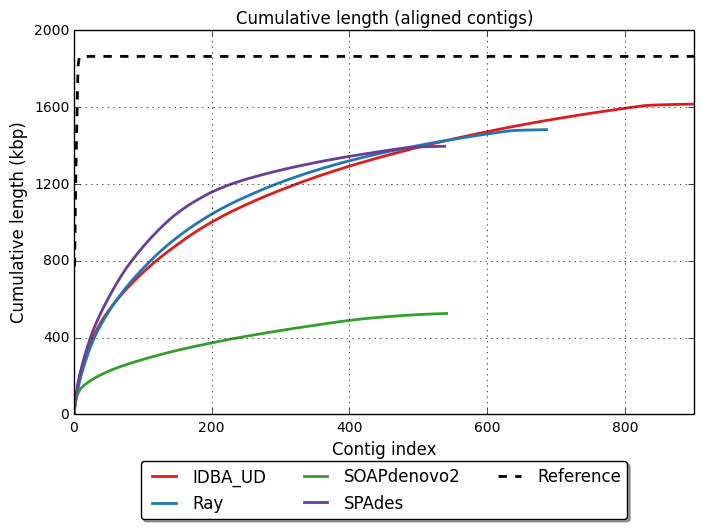 Cumulative length (aligned contigs)
2000
1600
1200
800
400
0
Cumulative length (kbp)
0 200 400 600 800
Contig index
IDBA_UD SOAPdenovo2 Reference
Ray SPAdes